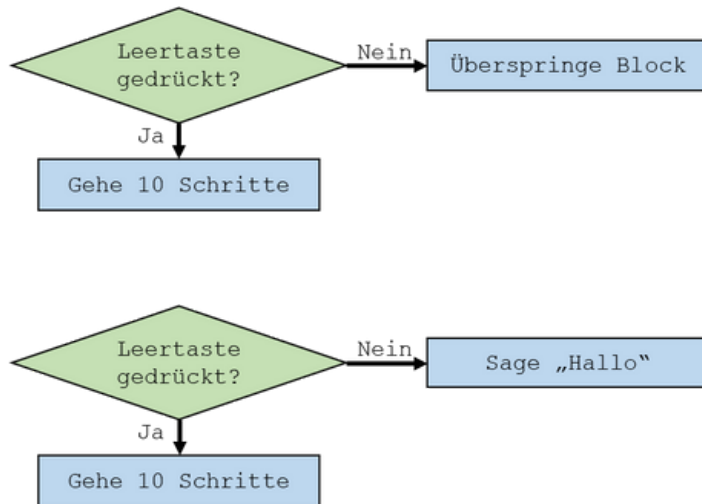 Leertaste
gedrückt?
Nein
Überspringe Block
Ja
Gehe 10 Schritte
Leertaste
gedrückt?
Nein
Sage „Hallo“
Ja
Gehe 10 Schritte